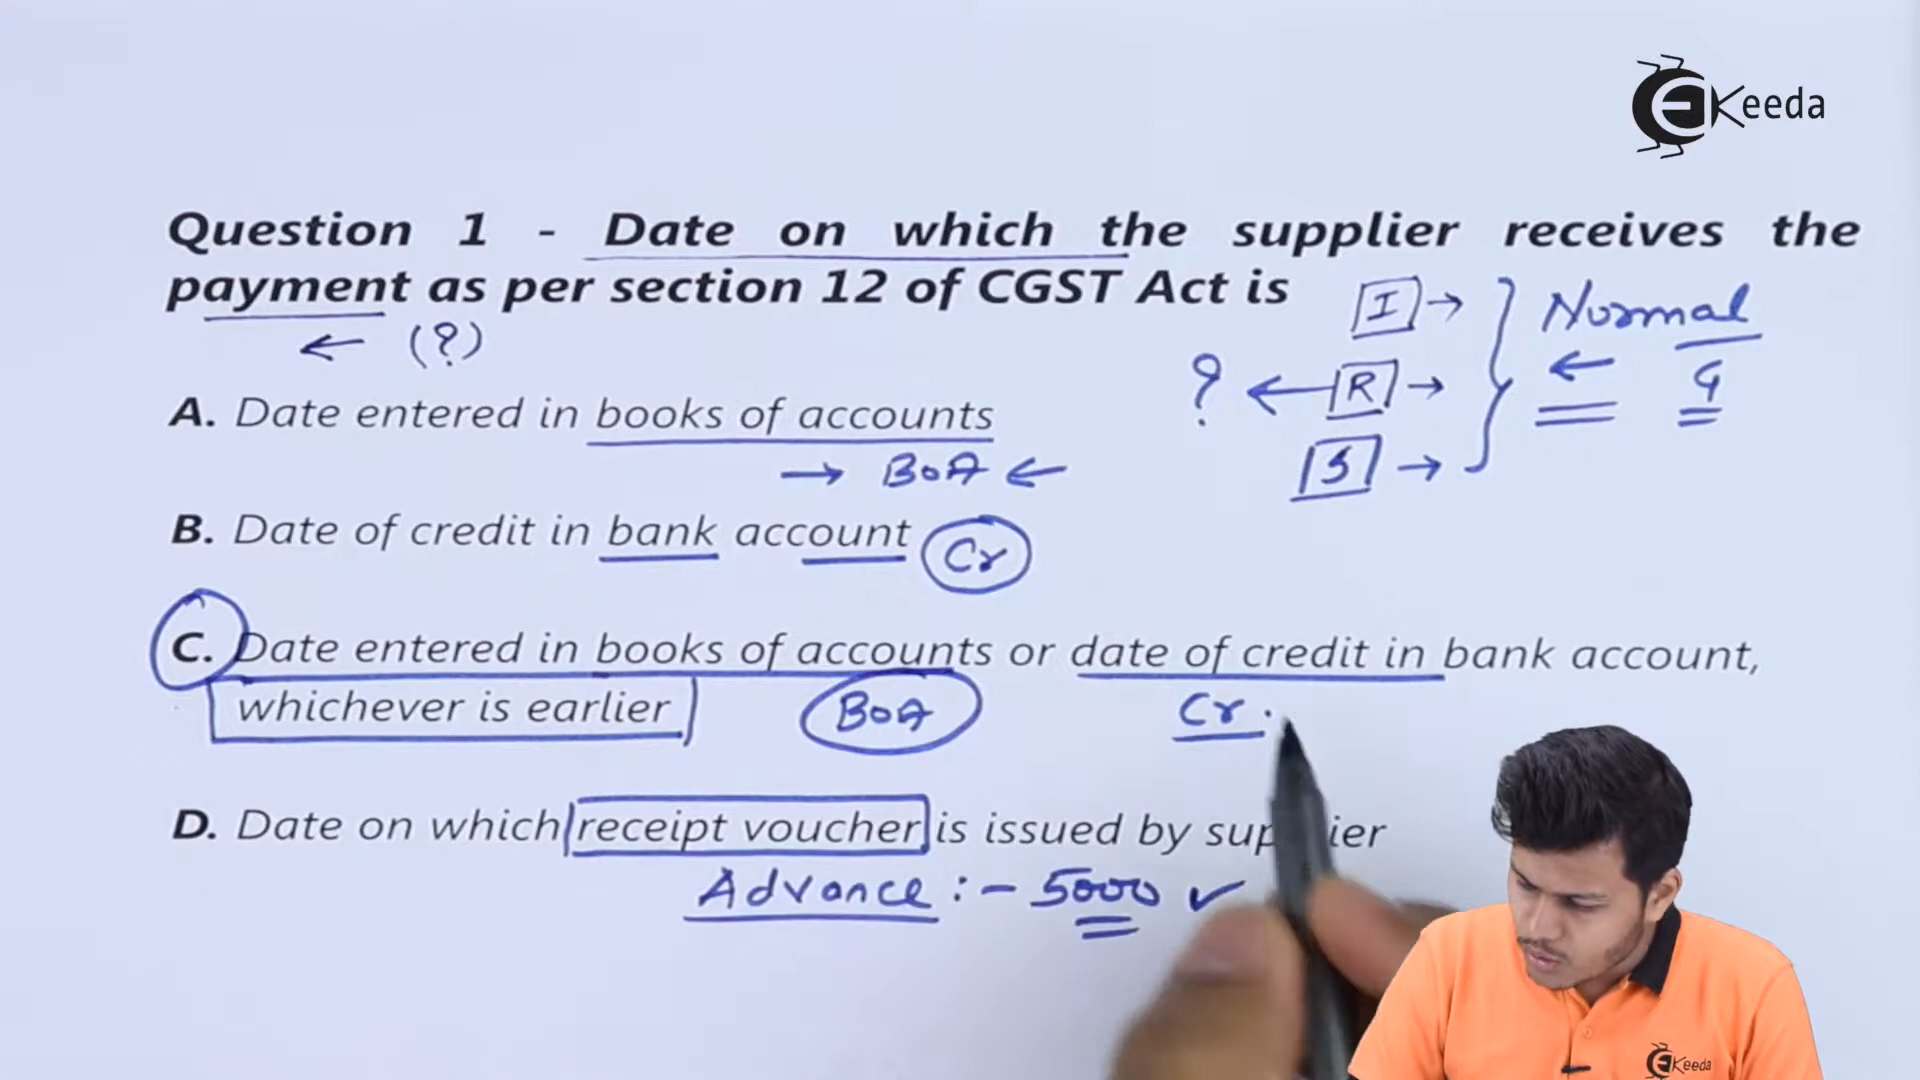 Keeda
Question 1 - Date on which the supplier receives the
payment as per section 12 of CGST Act is
← (?)
I → Normal
? ← R → ← G
S →
A. Date entered in books of accounts
→ BOA ←
B. Date of credit in bank account Cr
C. Date entered in books of accounts or date of credit in bank account,
whichever is earlier BOA Cr.
D. Date on which receipt voucher is issued by supplier
Advance :- 5000 ✓
Keeda